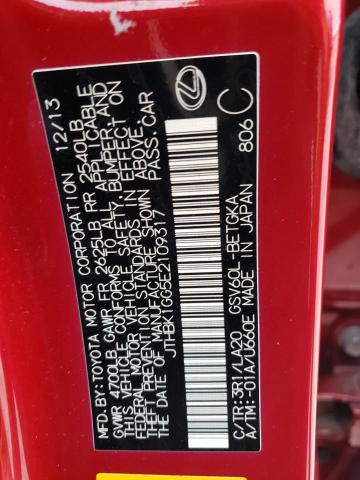 MFD.BY:TOYOTA MOTOR CORPORATION 12/13
GVWR 4700LB GAWR FR 2225LB RR 2540LB
THIS VEHICLE CONFORMS TO ALL APPLICABLE
FEDERAL MOTOR VEHICLE SAFETY, BUMPER, AND
THEFT PREVENTION STANDARDS IN EFFECT ON
THE DATE OF MANUFACTURE SHOWN ABOVE.
JTHBK1GG5E2109317 PASS.CAR
C/TR:3R1/LA20 GSV60L-BETGKA 806
A/TM:-01A/U660E MADE IN JAPAN
C